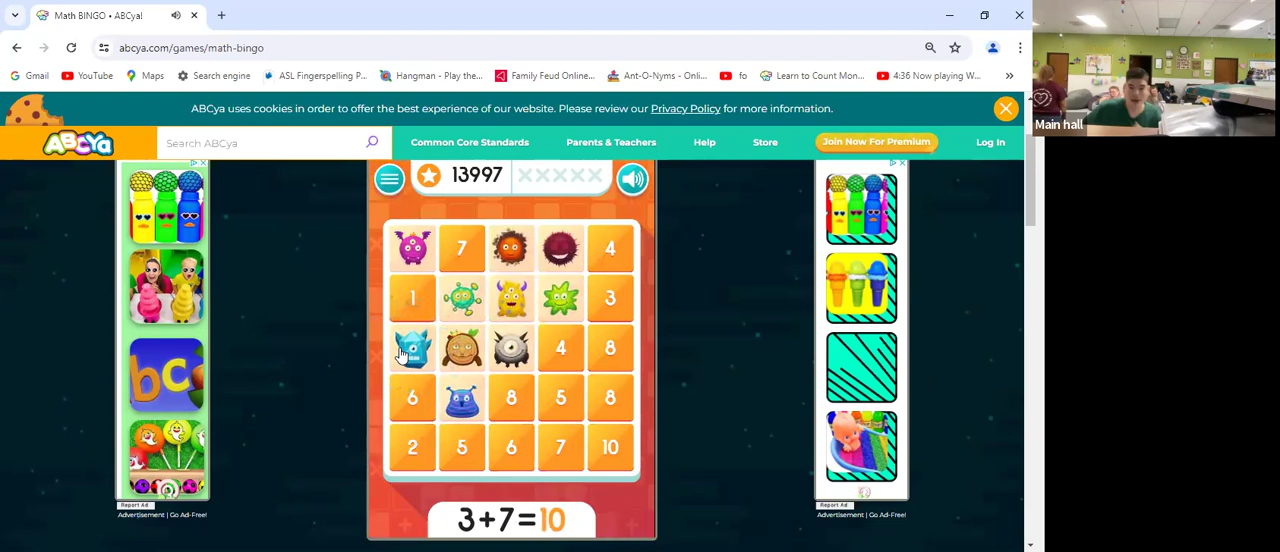 Math BINGO • ABCya!
abcya.com/games/math-bingo
Gmail
YouTube
Maps
Search engine
ASL Fingerspelling P...
Hangman - Play the...
Family Feud Online...
Ant-O-Nyms - Onli...
fo
Learn to Count Mon...
4:36 Now playing W...
ABCya uses cookies in order to offer the best experience of our website. Please review our Privacy Policy for more information.
ABCya
Search ABCya
Common Core Standards
Parents & Teachers
Help
Store
Join Now For Premium
Log In
13997
7 4
1 3
4 8
6 8 5 8
2 5 6 7 10
3+7=10
bc
Report Ad
Advertisement | Go Ad-Free!
Report Ad
Advertisement | Go Ad-Free!
Main hall